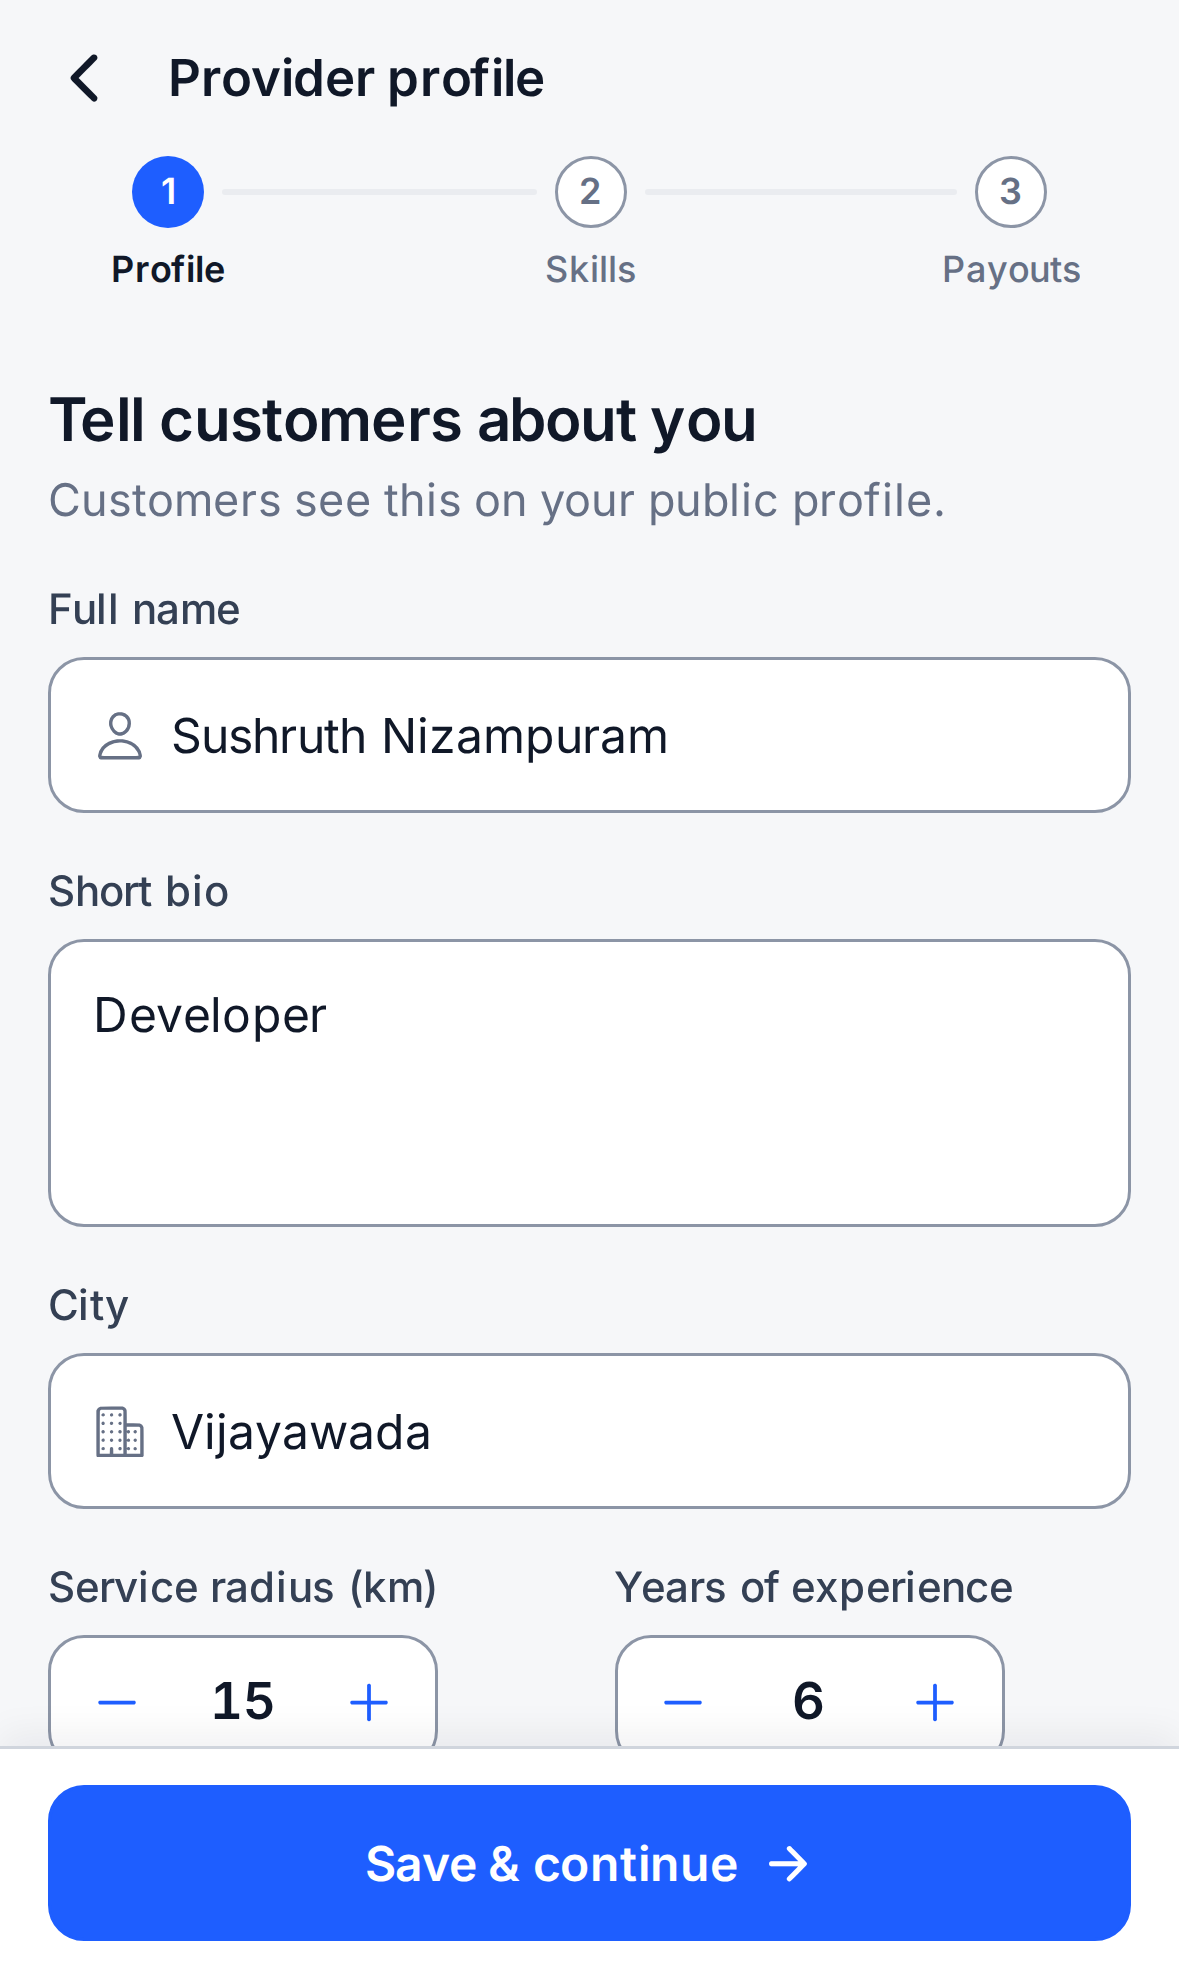 Provider profile
1 2 3
Profile Skills Payouts
Tell customers about you
Customers see this on your public profile.
Full name
Sushruth Nizampuram
Short bio
Developer
City
Vijayawada
Service radius (km) Years of experience
15 6
Save & continue